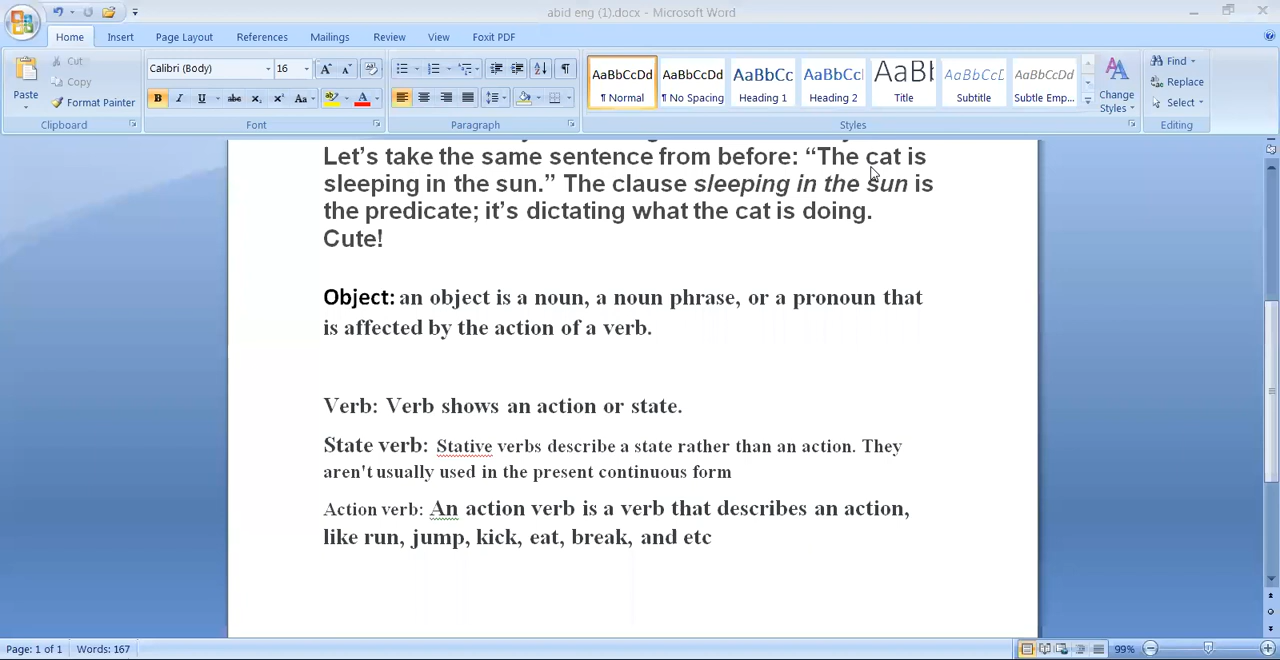 abid eng (1).docx - Microsoft Word
Home Insert Page Layout References Mailings Review View Foxit PDF
Paste Cut Copy Format Painter Clipboard
Calibri (Body) 16 Font
Paragraph
AaBbCcDd ¶ Normal AaBbCcDd ¶ No Spacing AaBbCc Heading 1 AaBbCc Heading 2 AaB Title AaBbCcD Subtitle AaBbCcDd Subtle Emp... Change Styles Styles
Find Replace Select Editing
Let’s take the same sentence from before: “The cat is
sleeping in the sun.” The clause sleeping in the sun is
the predicate; it’s dictating what the cat is doing.
Cute!
Object: an object is a noun, a noun phrase, or a pronoun that
is affected by the action of a verb.
Verb: Verb shows an action or state.
State verb: Stative verbs describe a state rather than an action. They
aren't usually used in the present continuous form
Action verb: An action verb is a verb that describes an action,
like run, jump, kick, eat, break, and etc
Page: 1 of 1 Words: 167 99%